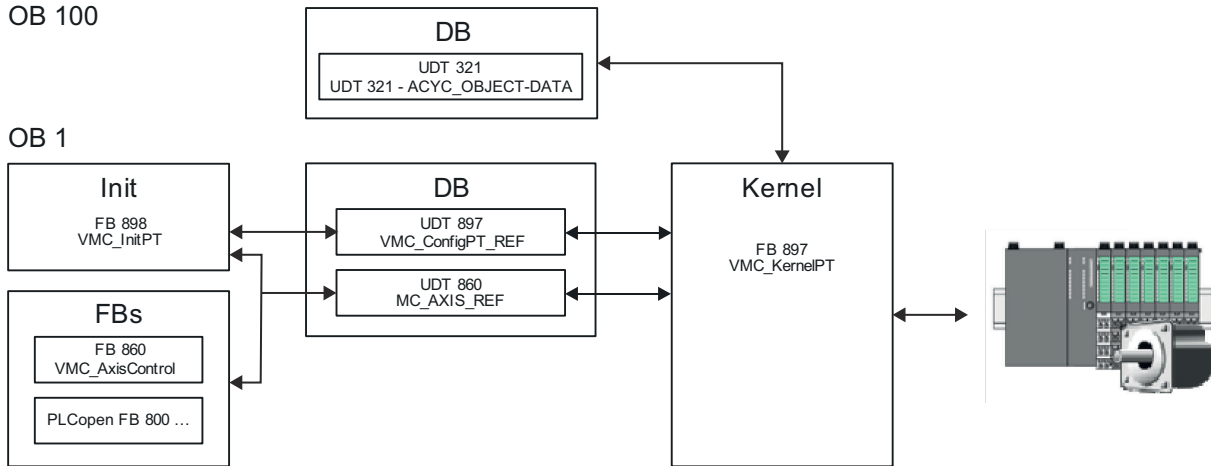 OB 100
DB
UDT 321
UDT 321 - ACYC_OBJECT-DATA
OB 1
Init
FB 898
VMC_InitPT
DB
UDT 897
VMC_ConfigPT_REF
UDT 860
MC_AXIS_REF
Kernel
FB 897
VMC_KernelPT
FBs
FB 860
VMC_AxisControl
PLCopen FB 800 ...